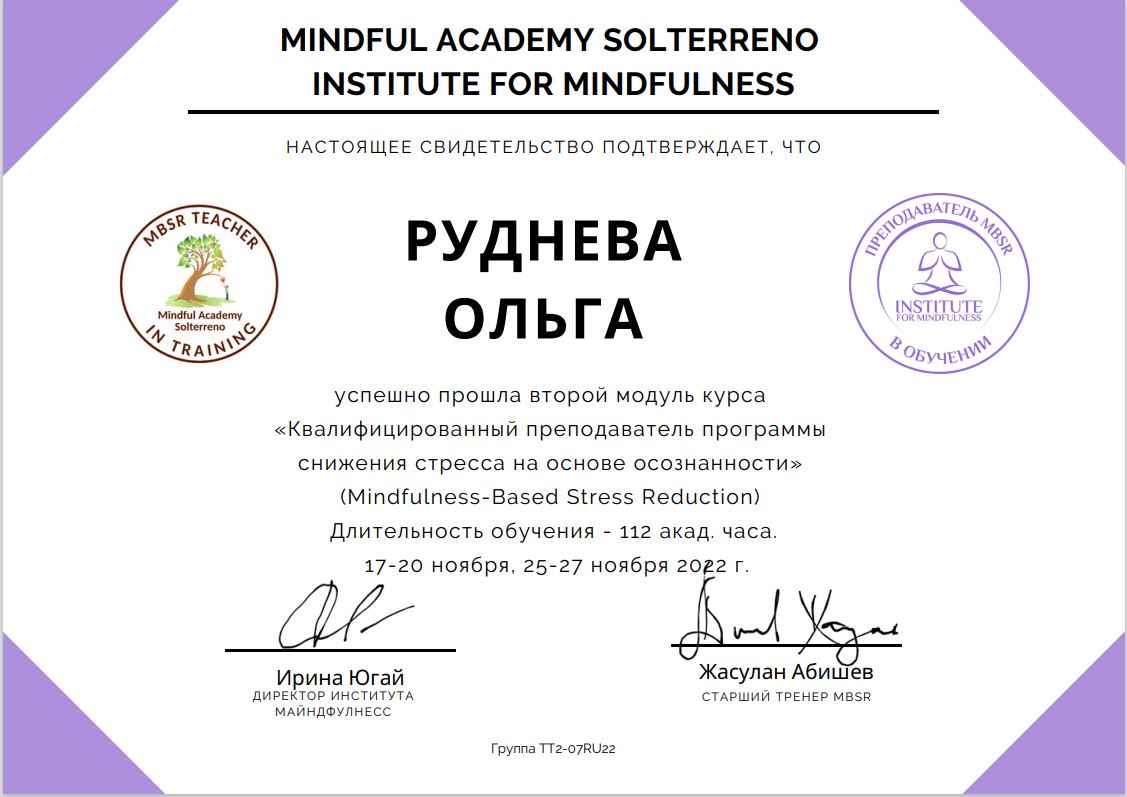 MINDFUL ACADEMY SOLTERRENO
INSTITUTE FOR MINDFULNESS
НАСТОЯЩЕЕ СВИДЕТЕЛЬСТВО ПОДТВЕРЖДАЕТ, ЧТО
MBSR TEACHER
Mindful Academy
Solterreno
IN TRAINING
РУДНЕВА
ОЛЬГА
ПРЕПОДАВАТЕЛЬ MBSR
INSTITUTE
FOR MINDFULNESS
В ОБУЧЕНИИ
успешно прошла второй модуль курса
«Квалифицированный преподаватель программы
снижения стресса на основе осознанности»
(Mindfulness-Based Stress Reduction)
Длительность обучения - 112 акад. часа.
17-20 ноября, 25-27 ноября 2022 г.
Ирина Югай
ДИРЕКТОР ИНСТИТУТА
МАЙНДФУЛНЕСС
Жасулан Абишев
СТАРШИЙ ТРЕНЕР MBSR
Группа TT2-07RU22